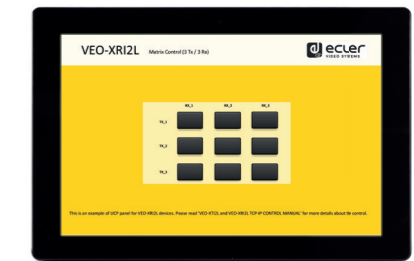 VEO-XRI2L Matrix Control (3 Tx / 3 Rx) ecler
VIDEO SYSTEMS
RX_1 RX_2 RX_3
TX_1
TX_2
TX_3
This is an example of UCP panel for VEO-XRI2L devices. Please read "VEO-XTI2L and VEO-XRI2L TCP-IP CONTROL MANUAL" for more details about the control.